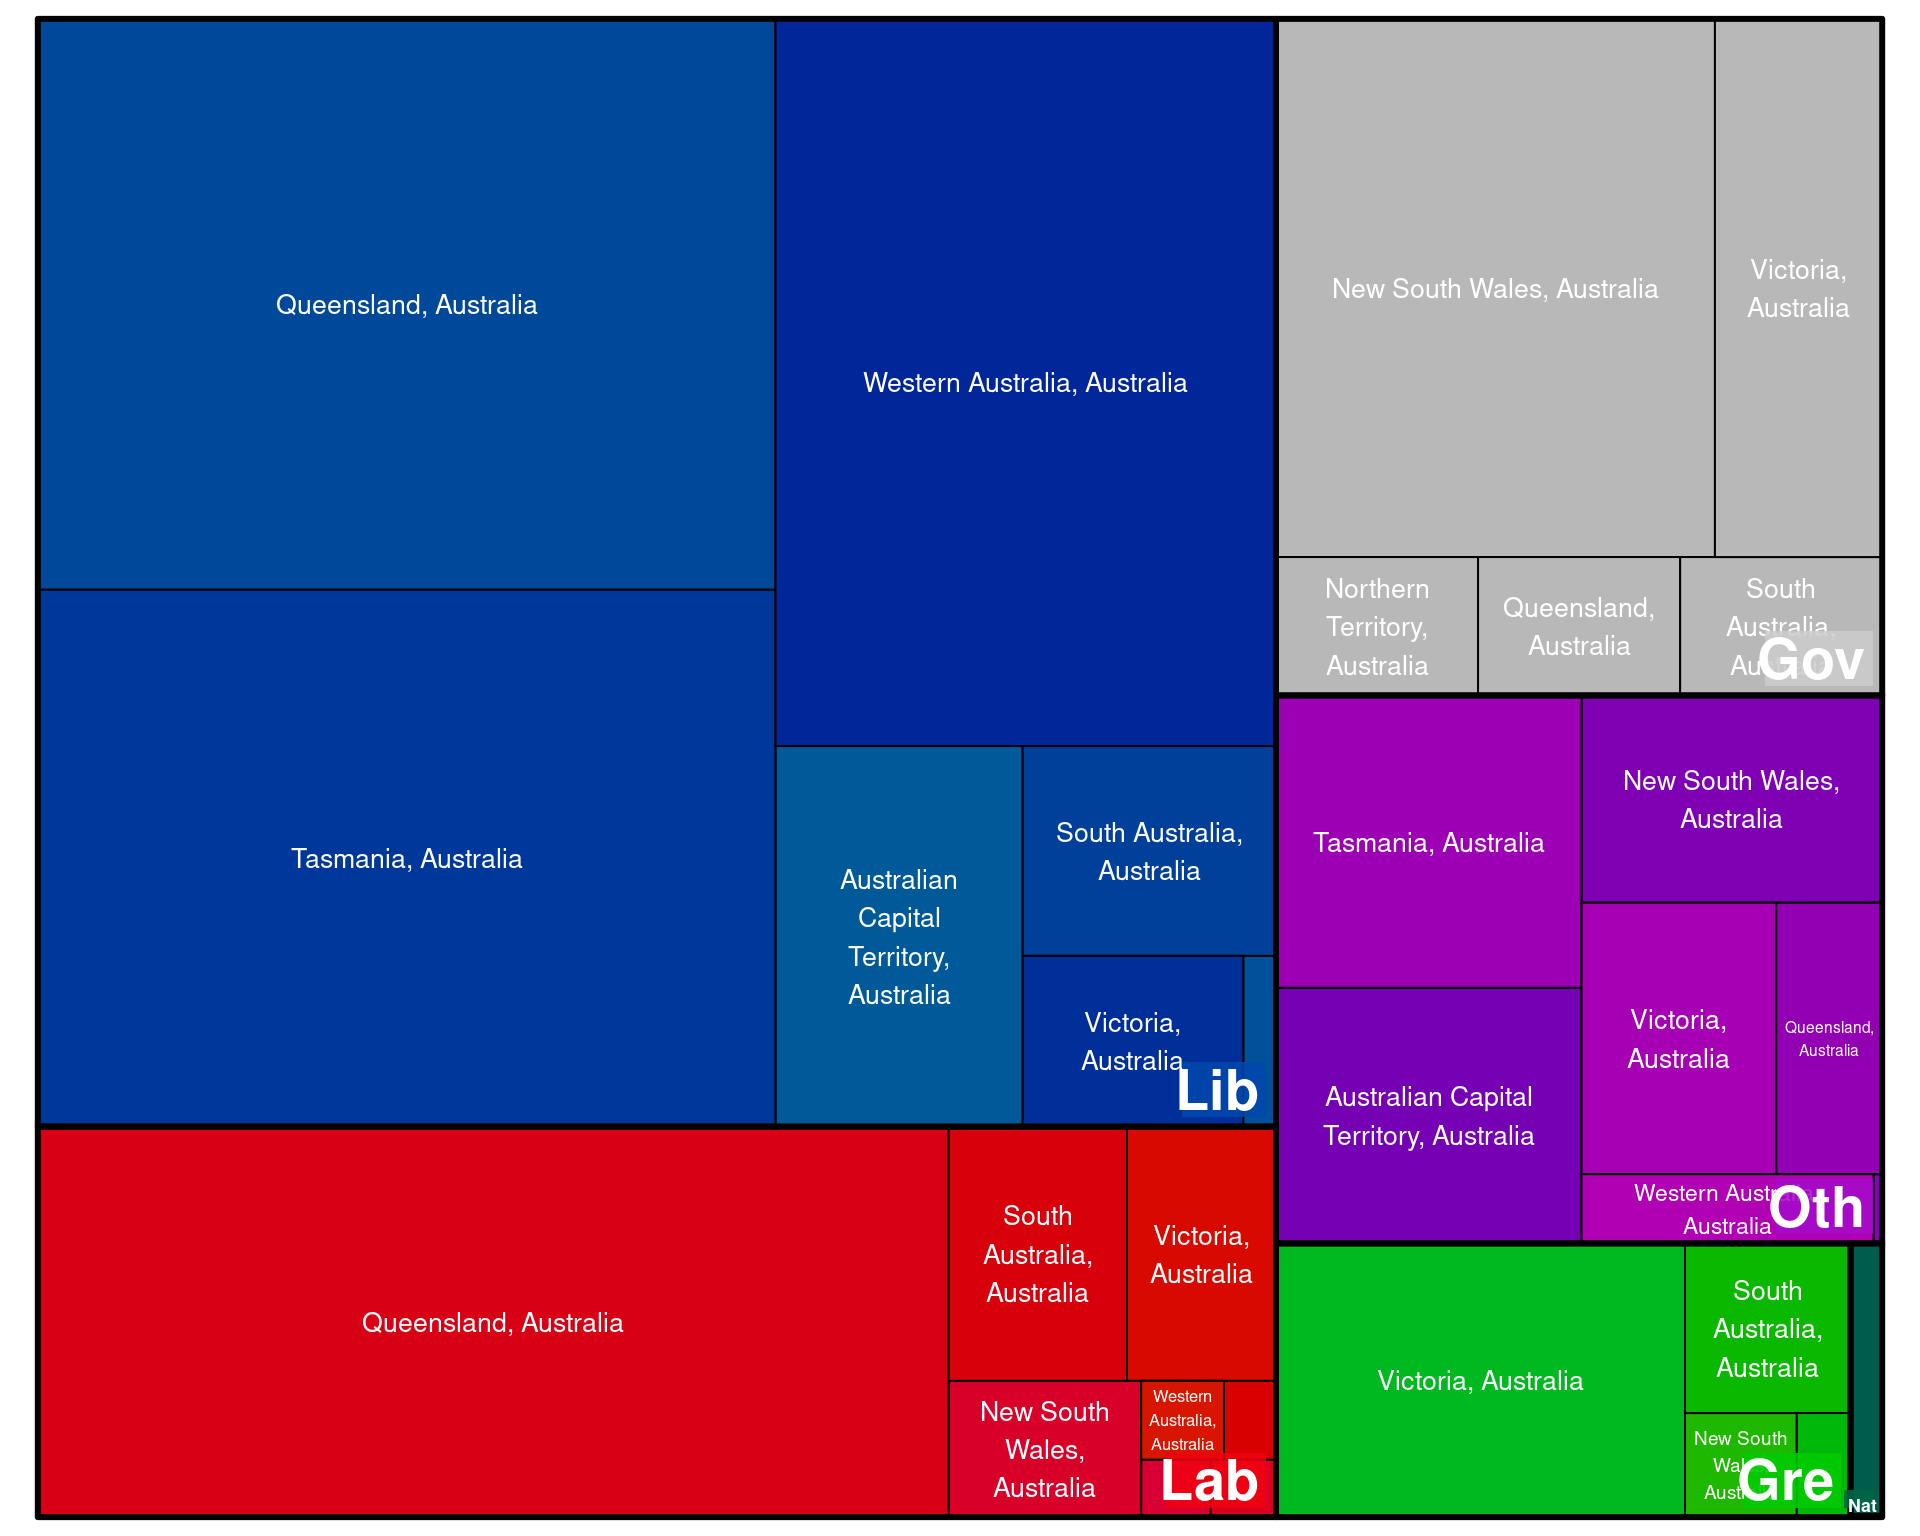 Queensland, Australia
Tasmania, Australia
Western Australia, Australia
Australian
Capital
Territory,
Australia
South Australia,
Australia
Victoria,
Australia
Lib
Queensland, Australia
South
Australia,
Australia
Victoria,
Australia
New South
Wales,
Australia
Western
Australia,
Australia
Lab
New South Wales, Australia
Victoria,
Australia
Northern
Territory,
Australia
Queensland,
Australia
South
Australia,
Gov
Tasmania, Australia
New South Wales,
Australia
Australian Capital
Territory, Australia
Victoria,
Australia
Queensland,
Australia
Western
Australia
Oth
Victoria, Australia
South
Australia,
Australia
New South
Gre
Nat